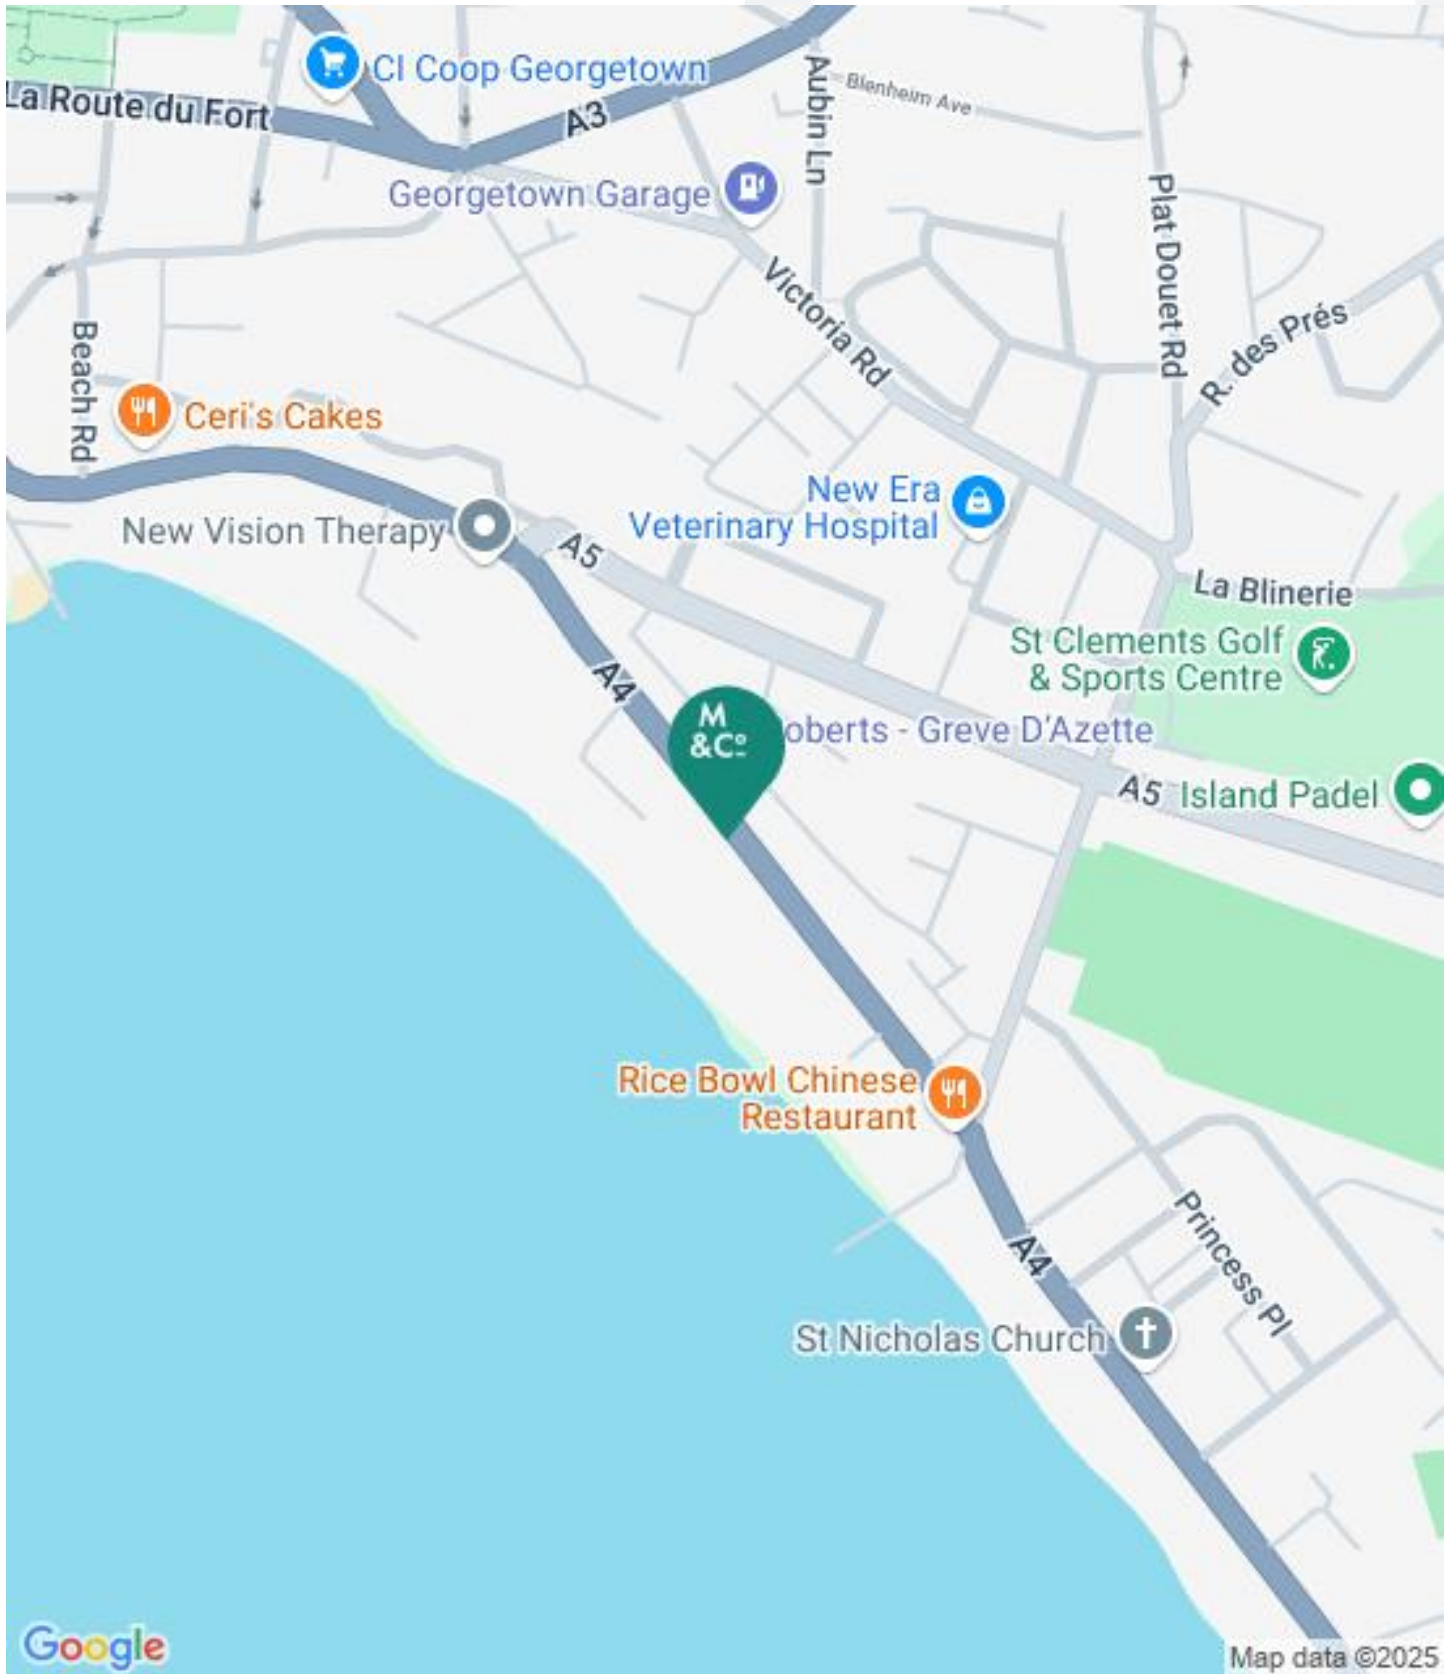 CI Coop Georgetown
La Route du Fort
A3
Aubin Ln
Blenheim Ave
Georgetown Garage
Plat Douet Rd
Victoria Rd
R. des Prés
Beach Rd
Ceri's Cakes
New Era
Veterinary Hospital
New Vision Therapy
A5
La Blinerie
St Clements Golf
& Sports Centre
A4
M
&Co
oberts - Greve D'Azette
A5
Island Padel
Rice Bowl Chinese
Restaurant
Princess Pl
A4
St Nicholas Church
Google
Map data ©2025